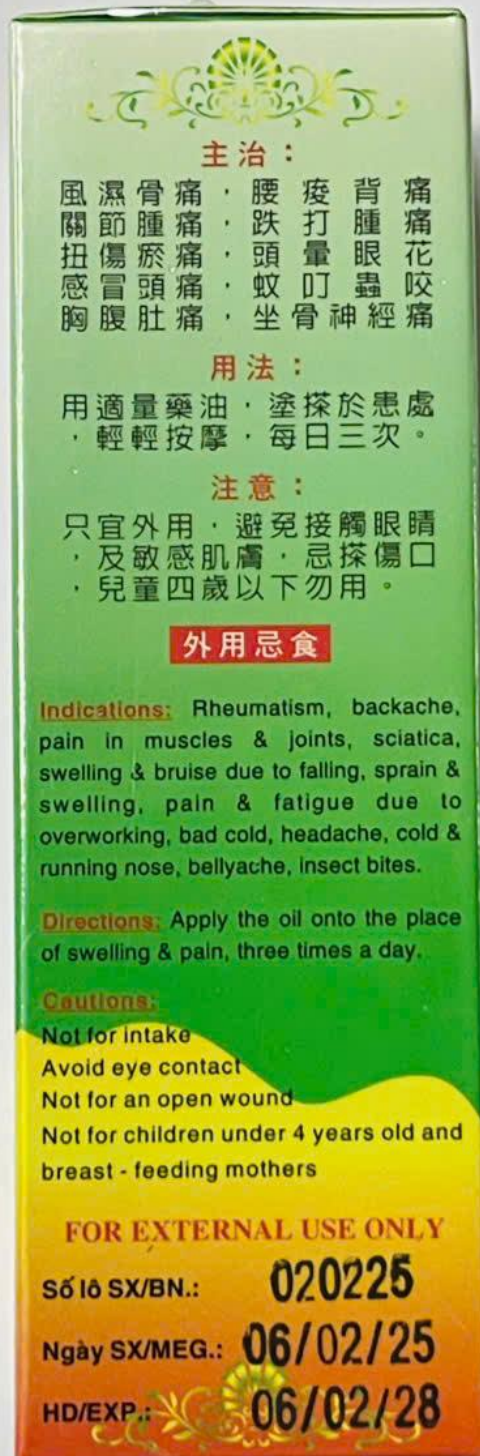 主治：
風濕骨痛，腰痠背痛
關節腫痛，跌打腫痛
扭傷瘀痛，頭暈眼花
感冒頭痛，蚊叮蟲咬
胸腹肚痛，坐骨神經痛
用法：
用適量藥油，塗搽於患處
，輕輕按摩，每日三次。
注意：
只宜外用，避免接觸眼睛
，及敏感肌膚，忌搽傷口
，兒童四歲以下勿用。
外用忌食
Indications: Rheumatism, backache,
pain in muscles & joints, sciatica,
swelling & bruise due to falling, sprain &
swelling, pain & fatigue due to
overworking, bad cold, headache, cold &
running nose, bellyache, insect bites.
Directions: Apply the oil onto the place
of swelling & pain, three times a day.
Cautions:
Not for intake
Avoid eye contact
Not for an open wound
Not for children under 4 years old and
breast - feeding mothers
FOR EXTERNAL USE ONLY
Số lô SX/BN.: 020225
Ngày SX/MEG.: 06/02/25
HD/EXP.: 06/02/28